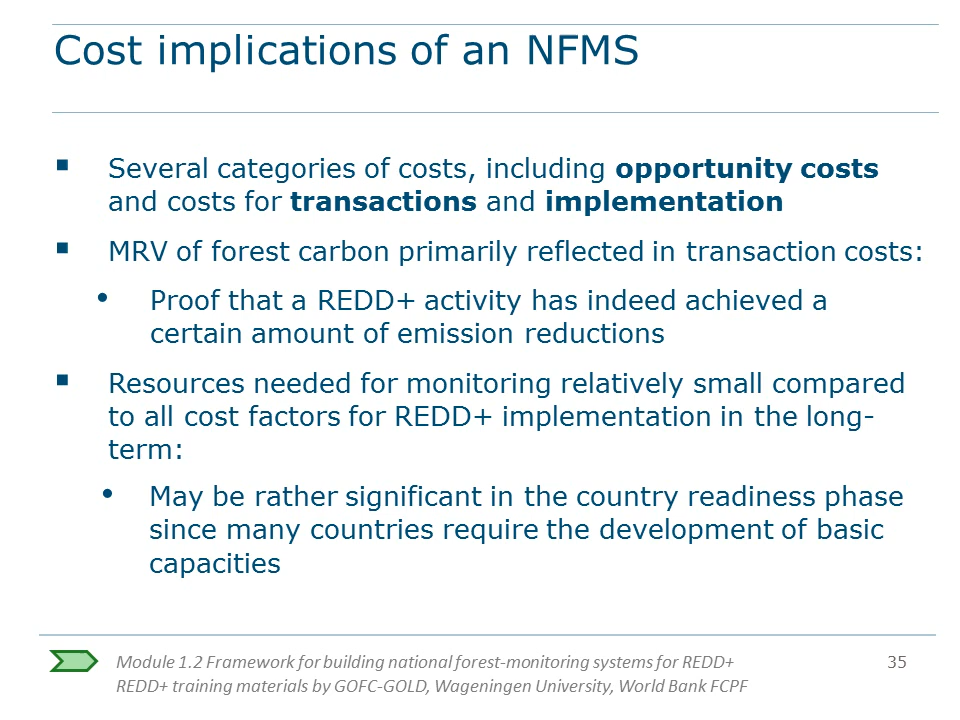 Cost implications of an NFMS
▪ Several categories of costs, including opportunity costs
and costs for transactions and implementation
▪ MRV of forest carbon primarily reflected in transaction costs:
• Proof that a REDD+ activity has indeed achieved a
certain amount of emission reductions
▪ Resources needed for monitoring relatively small compared
to all cost factors for REDD+ implementation in the long-
term:
• May be rather significant in the country readiness phase
since many countries require the development of basic
capacities
Module 1.2 Framework for building national forest-monitoring systems for REDD+
REDD+ training materials by GOFC-GOLD, Wageningen University, World Bank FCPF
35